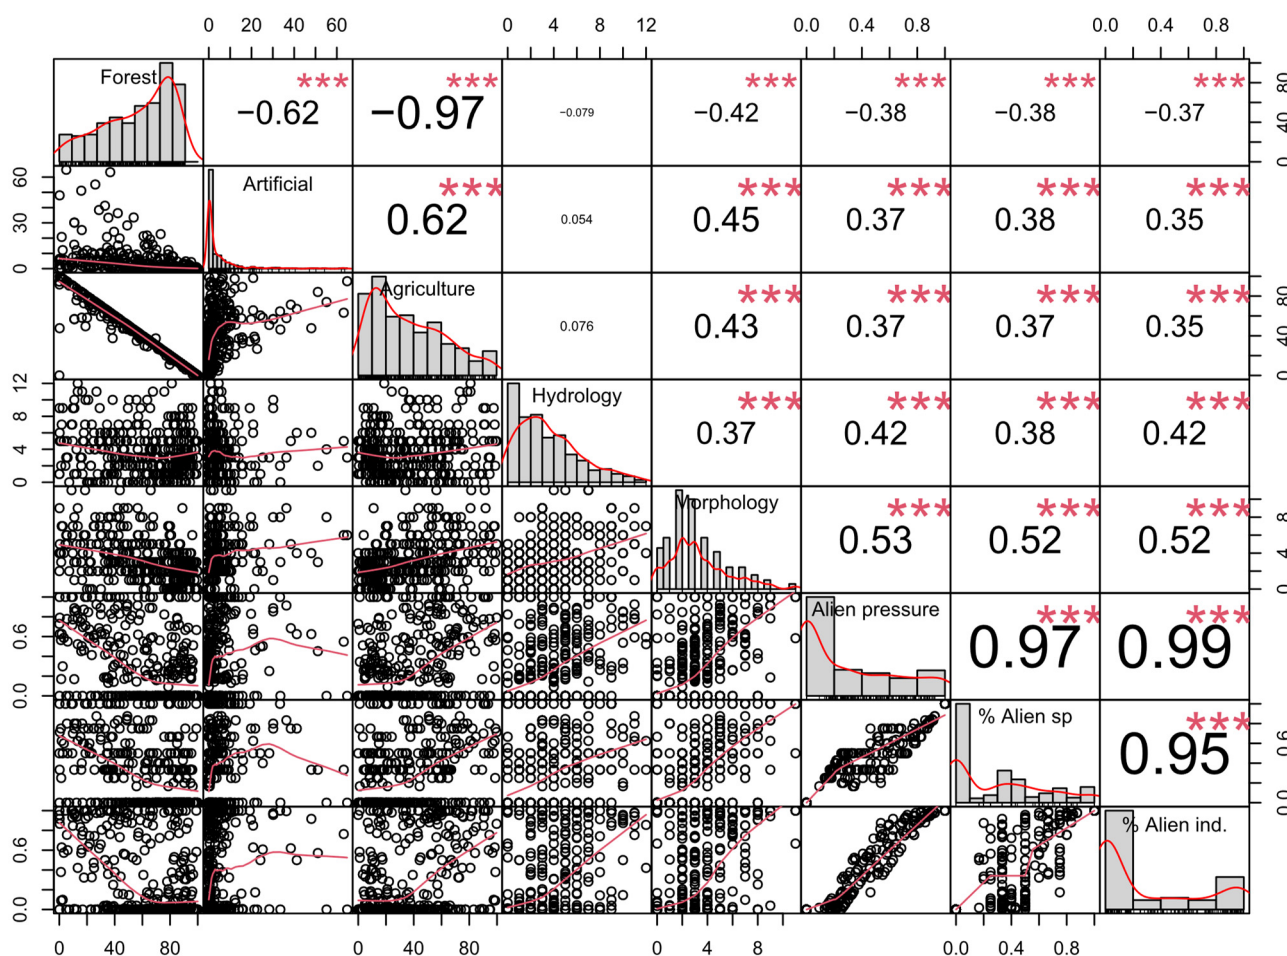 0 20 40 60 0 4 8 12 0.0 0.4 0.8 0.0 0.4 0.8
Forest −0.62 *** −0.97 *** −0.079 −0.42 *** −0.38 *** −0.38 *** −0.37 *** 0 40 80
0 30 60 Artificial 0.62 *** 0.054 0.45 *** 0.37 *** 0.38 *** 0.35 ***
Agriculture 0.076 0.43 *** 0.37 *** 0.37 *** 0.35 *** 0 40 80
0 4 8 12 Hydrology 0.37 *** 0.42 *** 0.38 *** 0.42 ***
Morphology 0.53 *** 0.52 *** 0.52 *** 0 4 8
0.0 0.6 Alien pressure 0.97 *** 0.99 ***
% Alien sp 0.95 *** 0.0 0.6
0.0 0.6 % Alien ind.
0 40 80 0 40 80 0 4 8 0.0 0.4 0.8